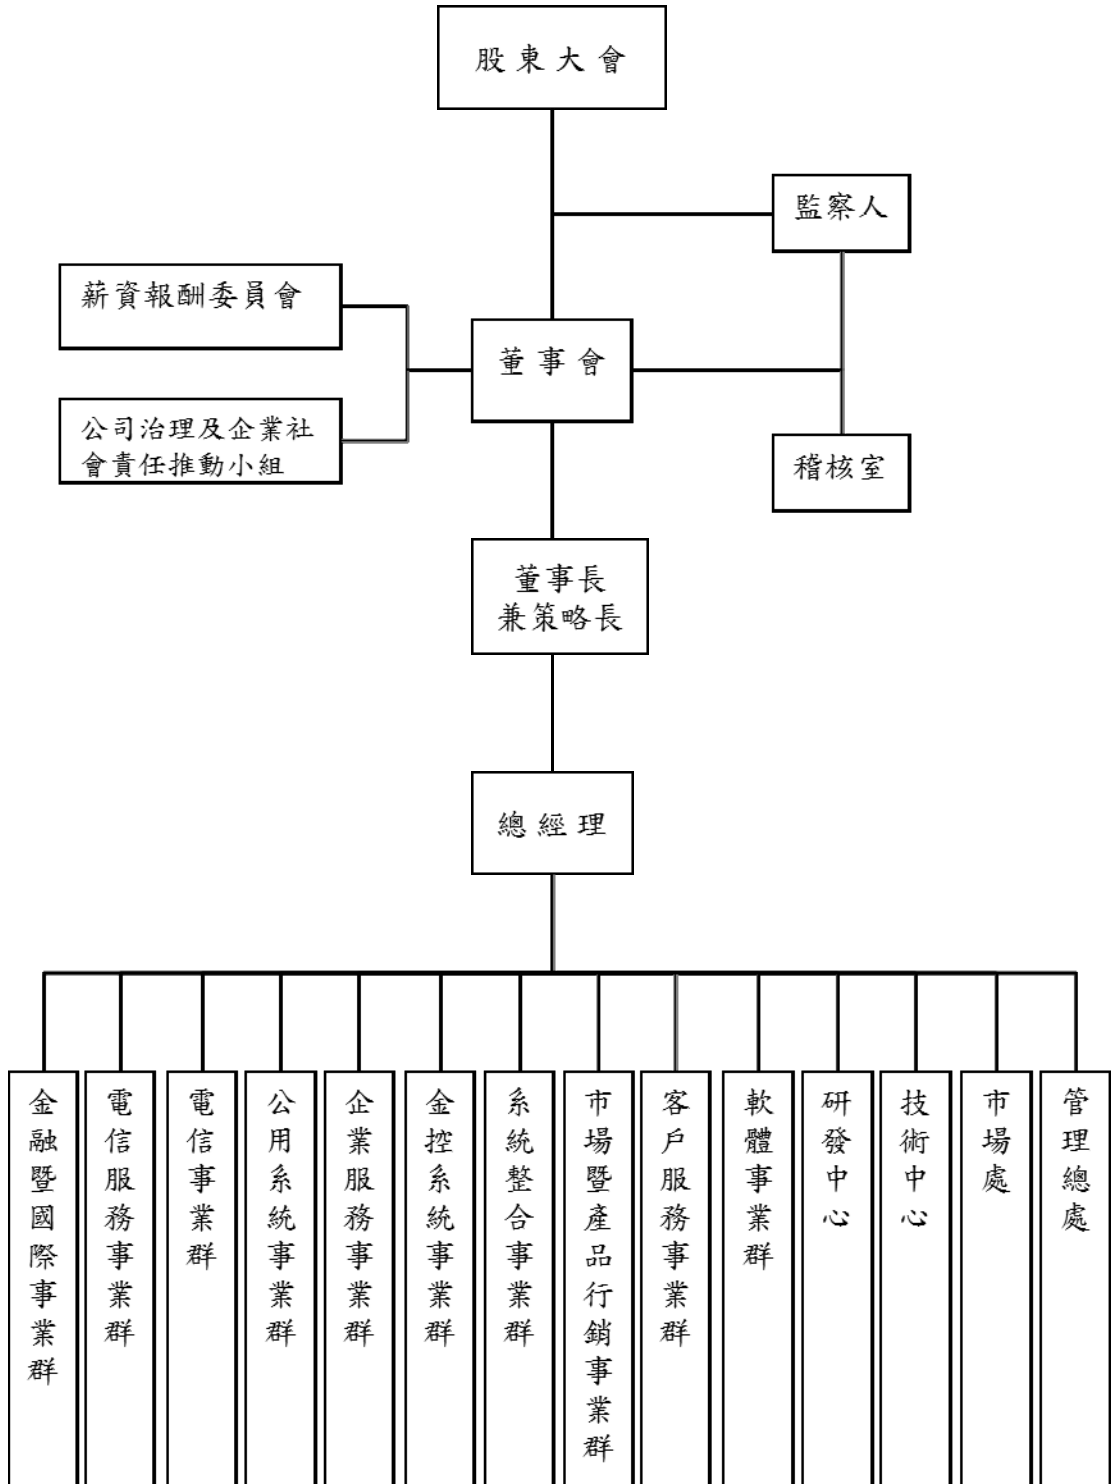 股東大會
監察人
薪資報酬委員會
董事會
公司治理及企業社
會責任推動小組
稽核室
董事長
兼策略長
總經理
金融暨國際事業群
電信服務事業群
電信事業群
公用系統事業群
企業服務事業群
金控系統事業群
系統整合事業群
市場暨產品行銷事業群
客戶服務事業群
軟體事業群
研發中心
技術中心
市場處
管理總處